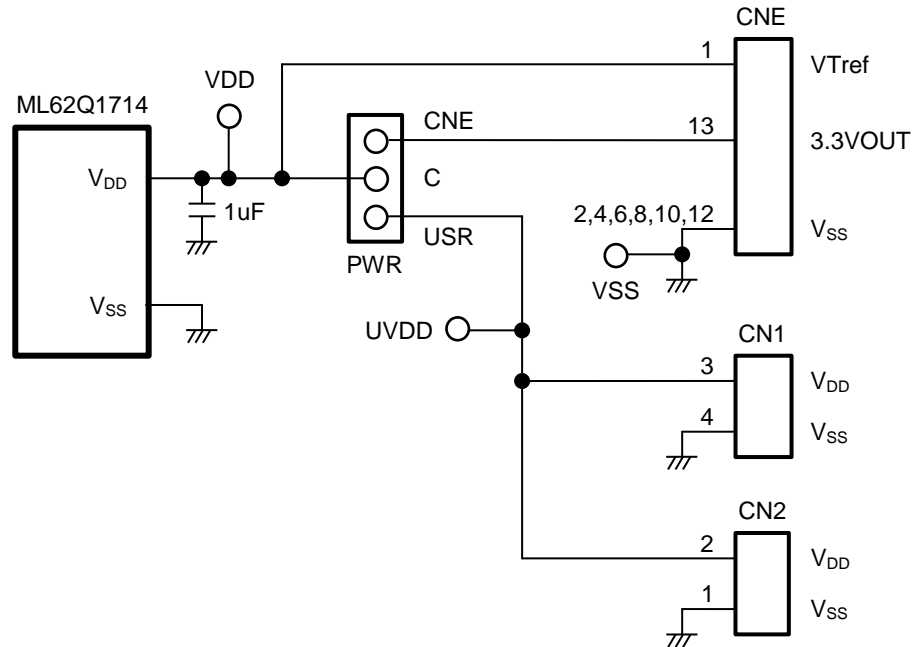 CNE
1
VTref
VDD
ML62Q1714
CNE
13
3.3VOUT
VDD
C
1uF
2,4,6,8,10,12
VSS
USR
PWR
VSS
VSS
UVDD
CN1
3
VDD
4
VSS
CN2
2
VDD
1
VSS